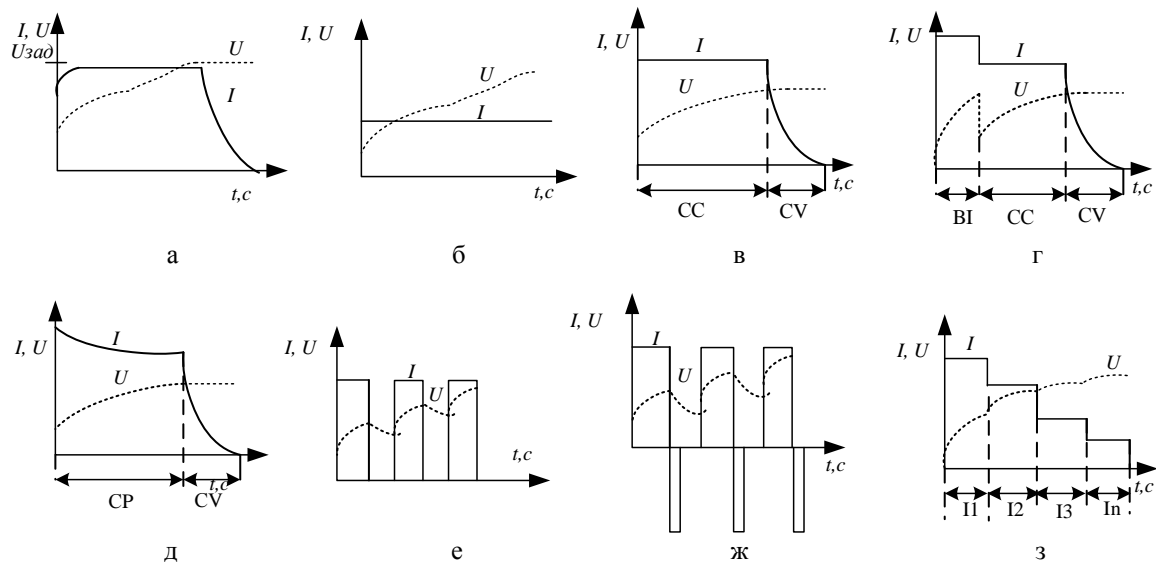 I, U
Uзад
U
I
t,c
а
I, U
U
I
t,c
б
I, U
I
U
t,c
CC
CV
в
I, U
I
U
t,c
BI
CC
CV
г
I, U
I
U
t,c
CP
CV
д
I, U
I
U
t,c
е
I, U
I
U
t,c
ж
I, U
I
U
t,c
I1
I2
I3
In
з